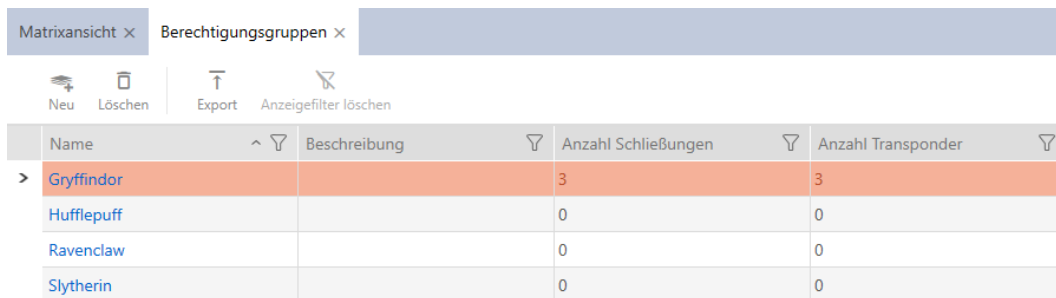 Matrixansicht × Berechtigungsgruppen ×
Neu Löschen Export Anzeigefilter löschen
Name Beschreibung Anzahl Schließungen Anzahl Transponder
Gryffindor 3 3
Hufflepuff 0 0
Ravenclaw 0 0
Slytherin 0 0